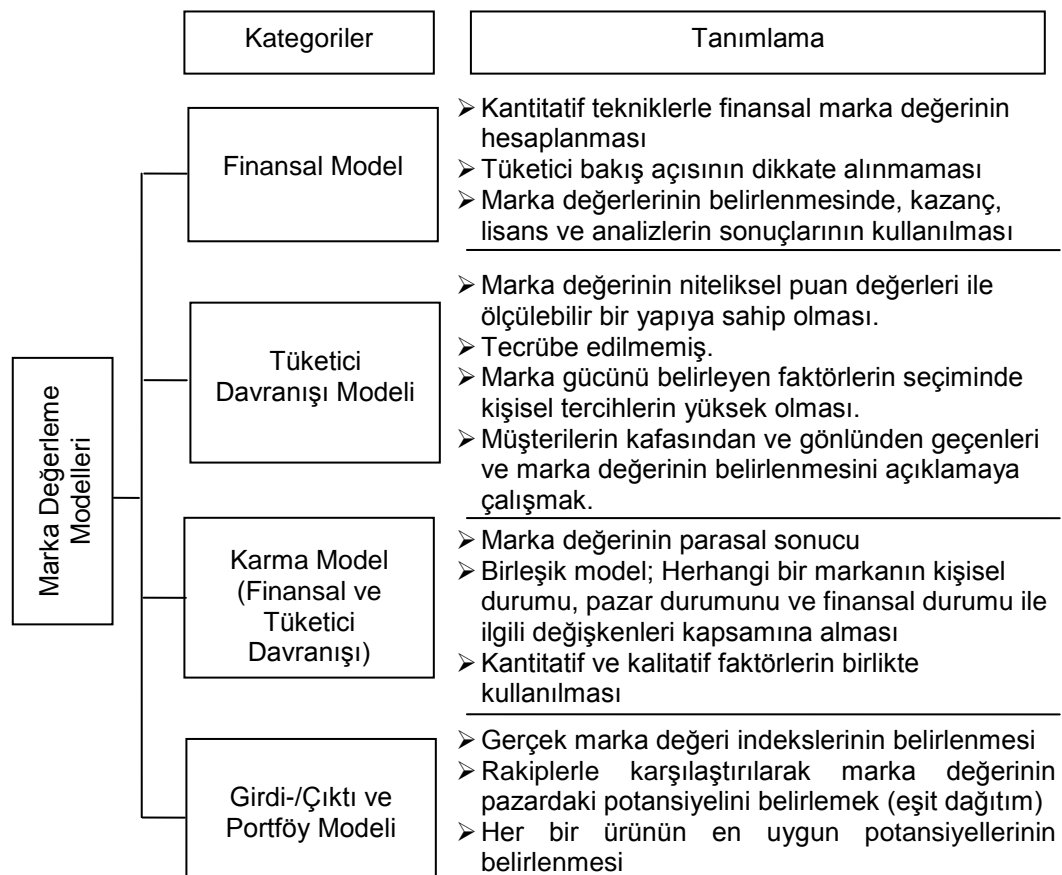 Kategoriler
Tanımlama
Marka Değerleme
Modelleri
Finansal Model
➢ Kantitatif tekniklerle finansal marka değerinin
hesaplanması
➢ Tüketici bakış açısının dikkate alınmaması
➢ Marka değerlerinin belirlenmesinde, kazanç,
lisans ve analizlerin sonuçlarının kullanılması
Tüketici
Davranışı Modeli
➢ Marka değerinin niteliksel puan değerleri ile
ölçülebilir bir yapıya sahip olması.
➢ Tecrübe edilmemiş.
➢ Marka gücünü belirleyen faktörlerin seçiminde
kişisel tercihlerin yüksek olması.
➢ Müşterilerin kafasından ve gönlünden geçenleri
ve marka değerinin belirlenmesini açıklamaya
çalışmak.
Karma Model
(Finansal ve
Tüketici
Davranışı)
➢ Marka değerinin parasal sonucu
➢ Birleşik model; Herhangi bir markanın kişisel
durumu, pazar durumunu ve finansal durumu ile
ilgili değişkenleri kapsamına alması
➢ Kantitatif ve kalitatif faktörlerin birlikte
kullanılması
Girdi-/Çıktı ve
Portföy Modeli
➢ Gerçek marka değeri indekslerinin belirlenmesi
➢ Rakiplerle karşılaştırılarak marka değerinin
pazardaki potansiyelini belirlemek (eşit dağıtım)
➢ Her bir ürünün en uygun potansiyellerinin
belirlenmesi